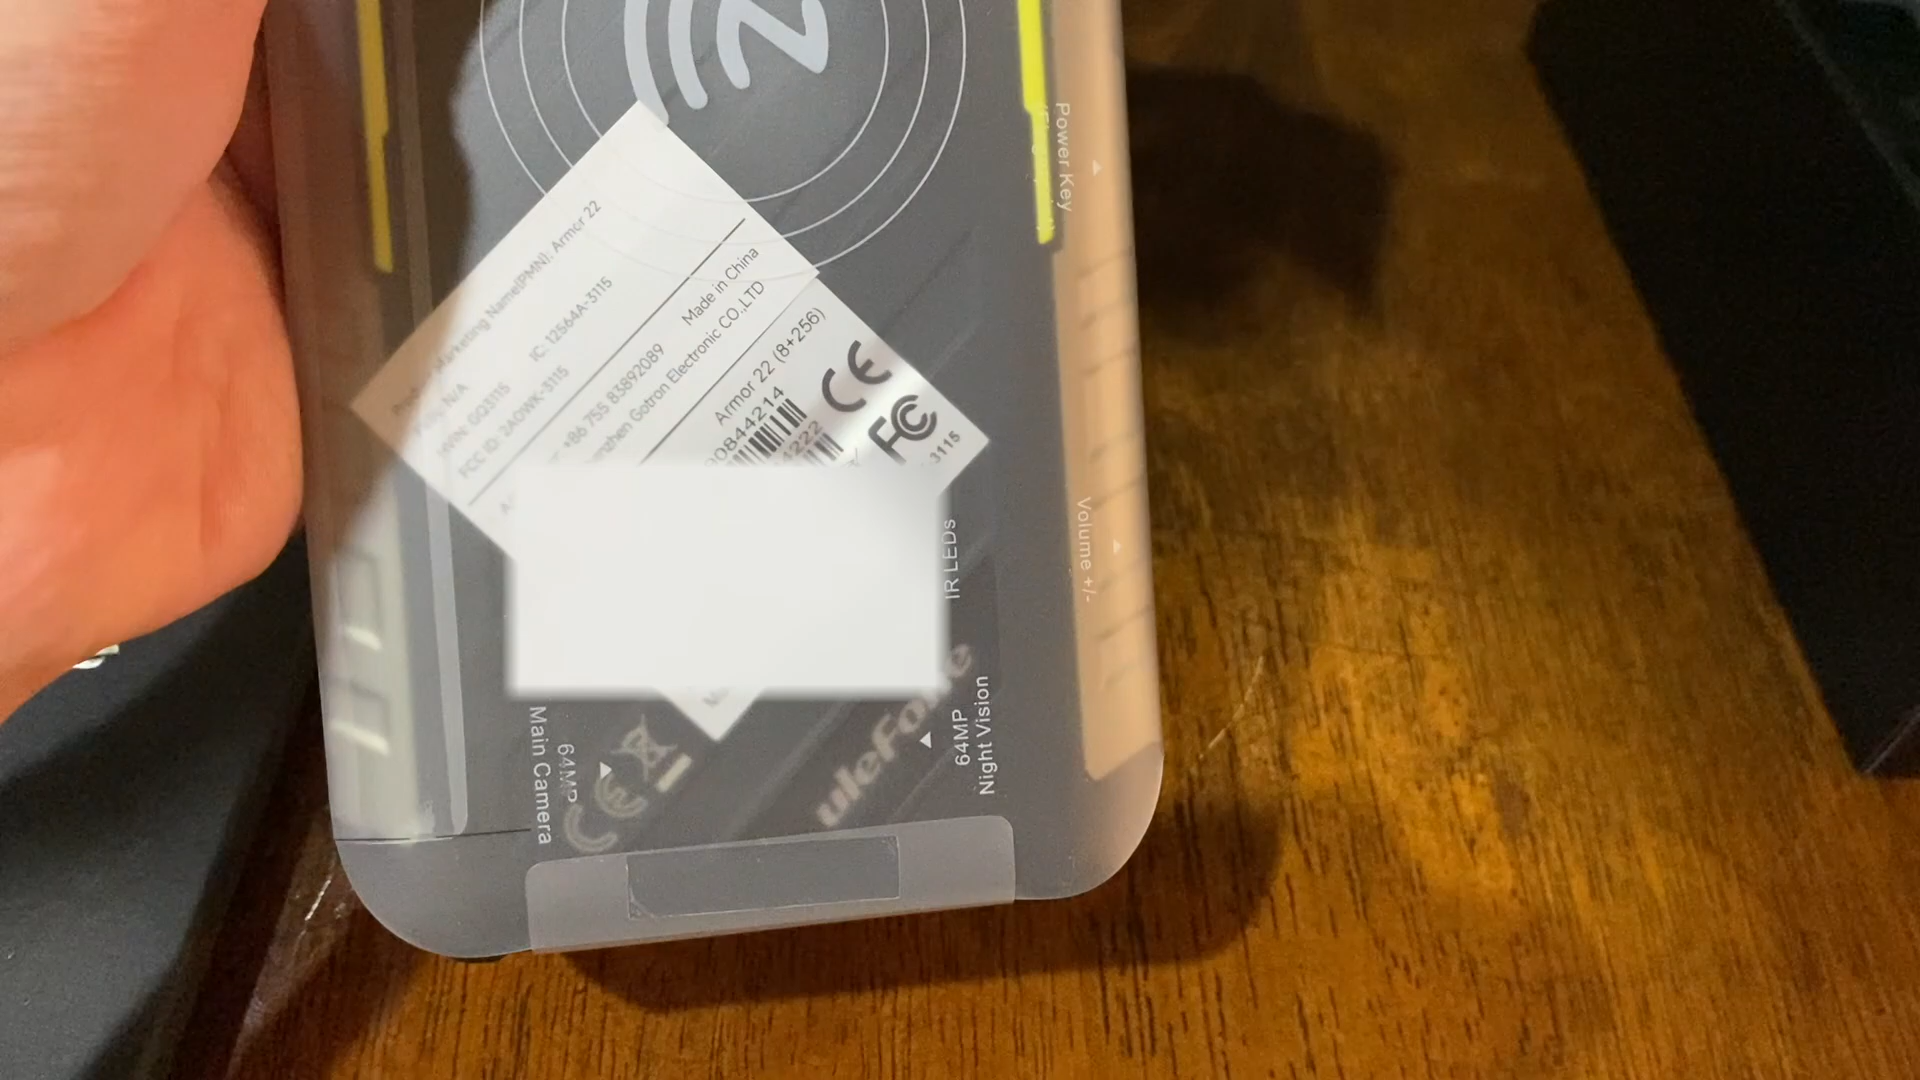 Product Marketing Name(PMN): Armor 22
N/A
HVIN: GQ3115
IC: 12564A-3115
FCC ID: 2AOWK-3115
Made in China
+86 755 83892089
Gotron Electronic CO.,LTD
Armor 22 (8+256)
CE
FC
3115
Power Key
Volume +/-
IR LEDs
64MP
Night Vision
uleFone
64MP
Main Camera
CE